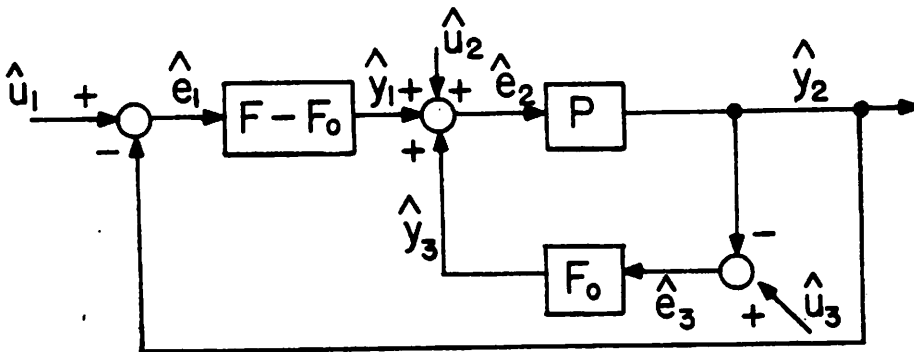 û₁ + ê₁ F − F₀ ŷ₁ + û₂ + ê₂ P ŷ₂
− + −
ŷ₃ F₀ ê₃ + û₃